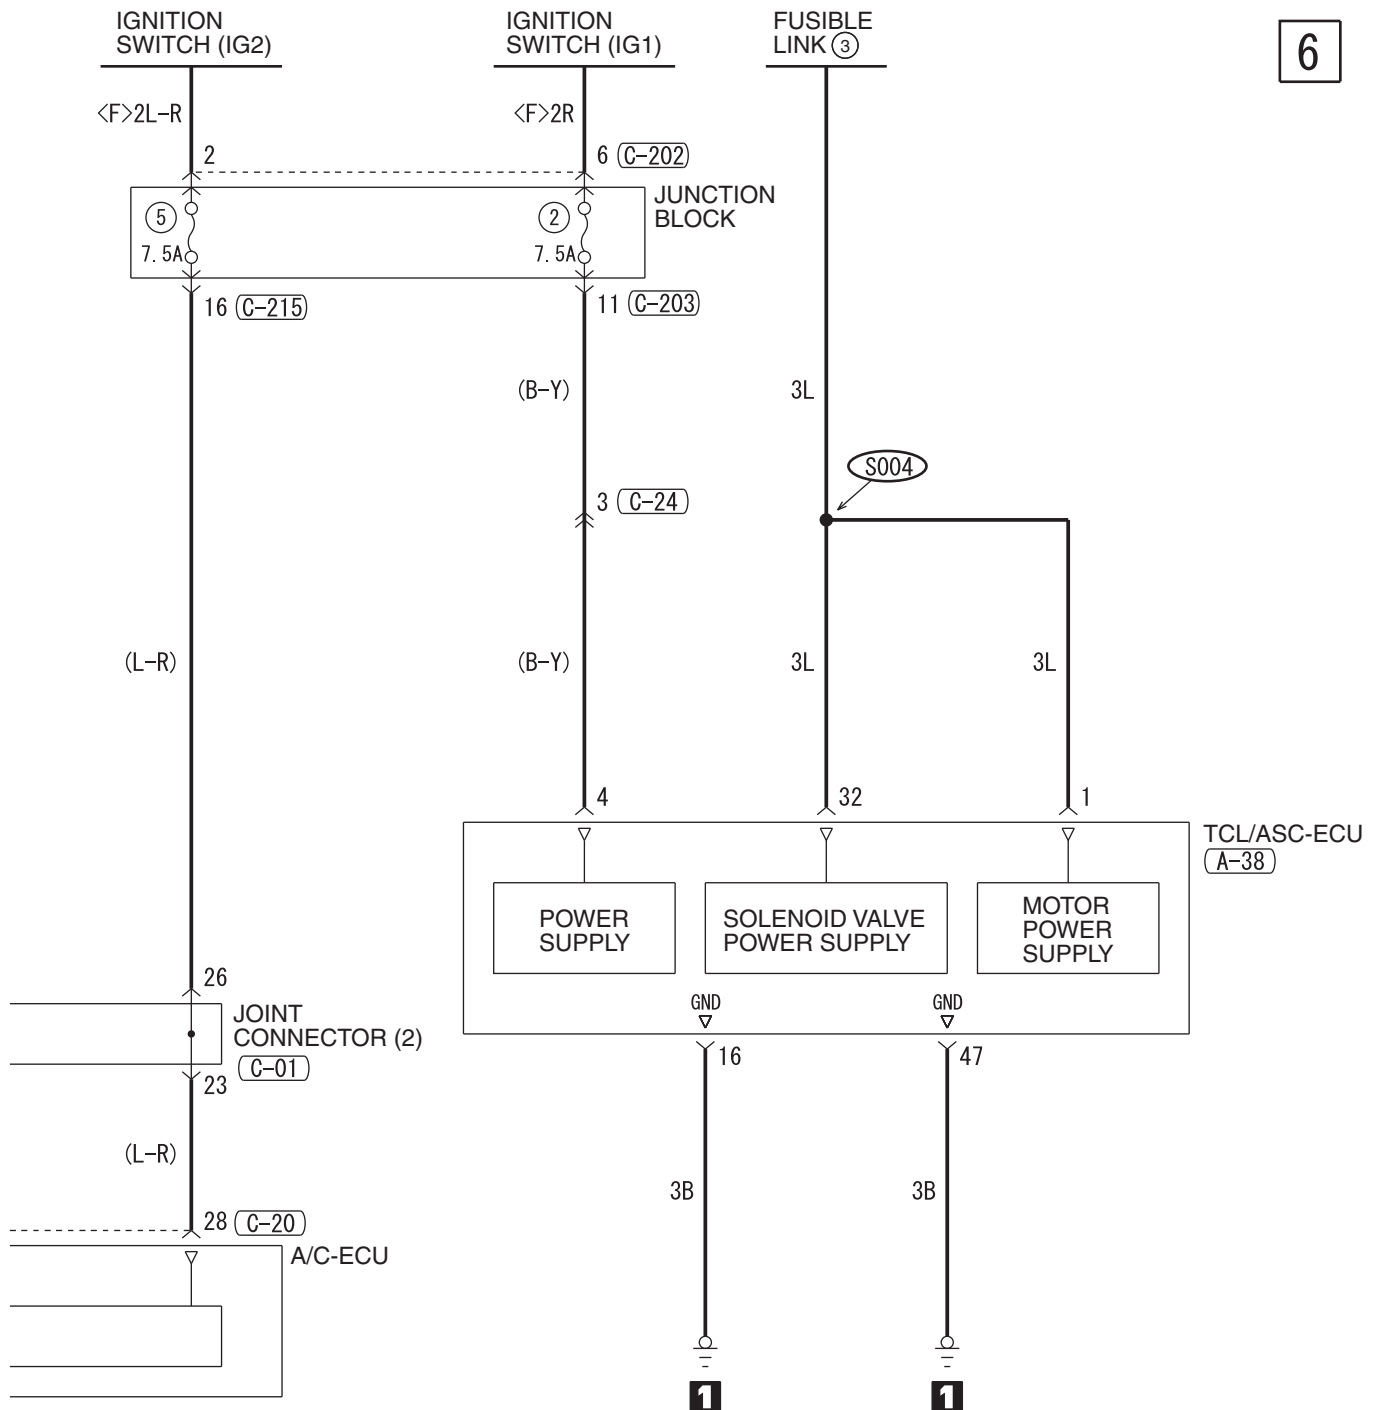 IGNITION
SWITCH (IG2)
IGNITION
SWITCH (IG1)
FUSIBLE
LINK 3
6
<F>2L-R
<F>2R
2
6 C-202
JUNCTION
BLOCK
5
7.5A
2
7.5A
16 C-215
11 C-203
(B-Y)
3L
S004
3 C-24
(L-R)
(B-Y)
3L
3L
4
32
1
TCL/ASC-ECU
A-38
POWER
SUPPLY
SOLENOID VALVE
POWER SUPPLY
MOTOR
POWER
SUPPLY
26
GND
GND
JOINT
CONNECTOR (2)
C-01
16
47
23
(L-R)
3B
3B
28 C-20
A/C-ECU
1
1